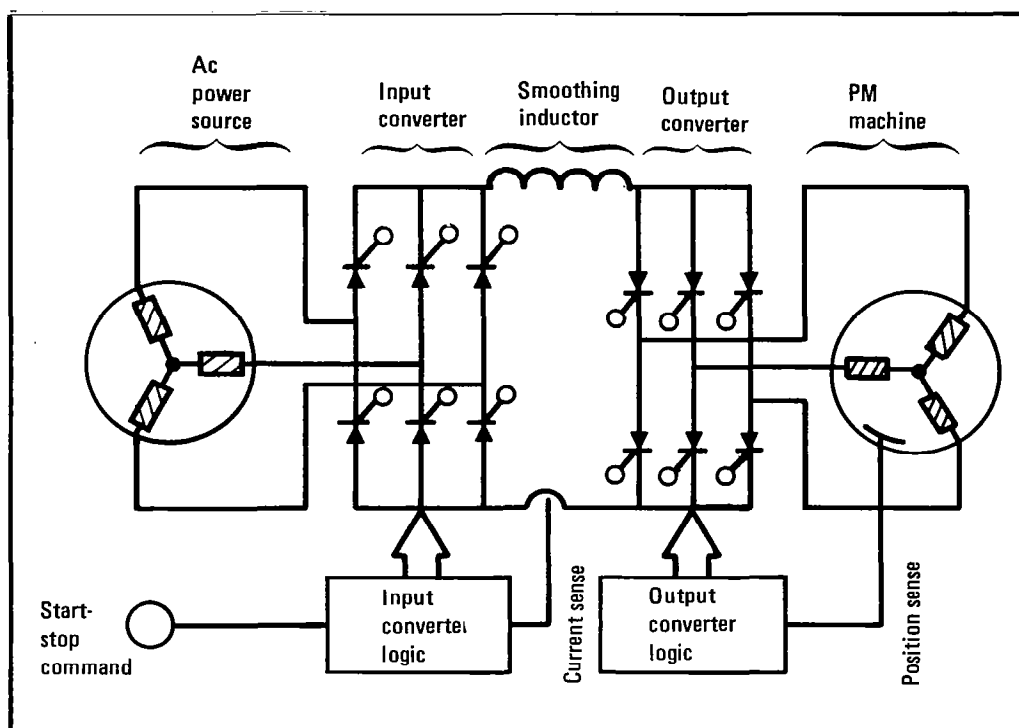 Ac
power
source
Input
converter
Smoothing
inductor
Output
converter
PM
machine
Start-
stop
command
Input
converter
logic
Current sense
Output
converter
logic
Position sense